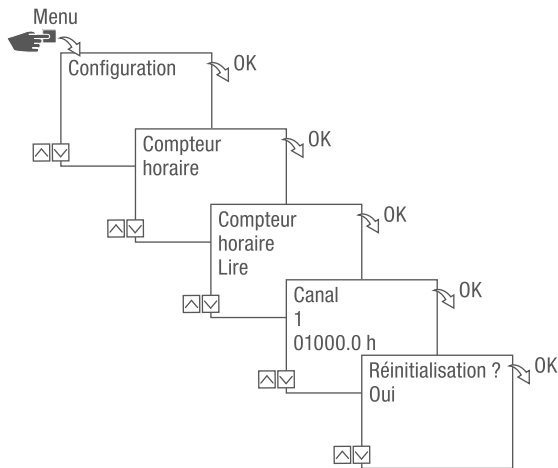 Menu
Configuration
OK
Compteur
horaire
OK
Compteur
horaire
Lire
OK
Canal
1
01000.0 h
OK
Réinitialisation ?
Oui
OK